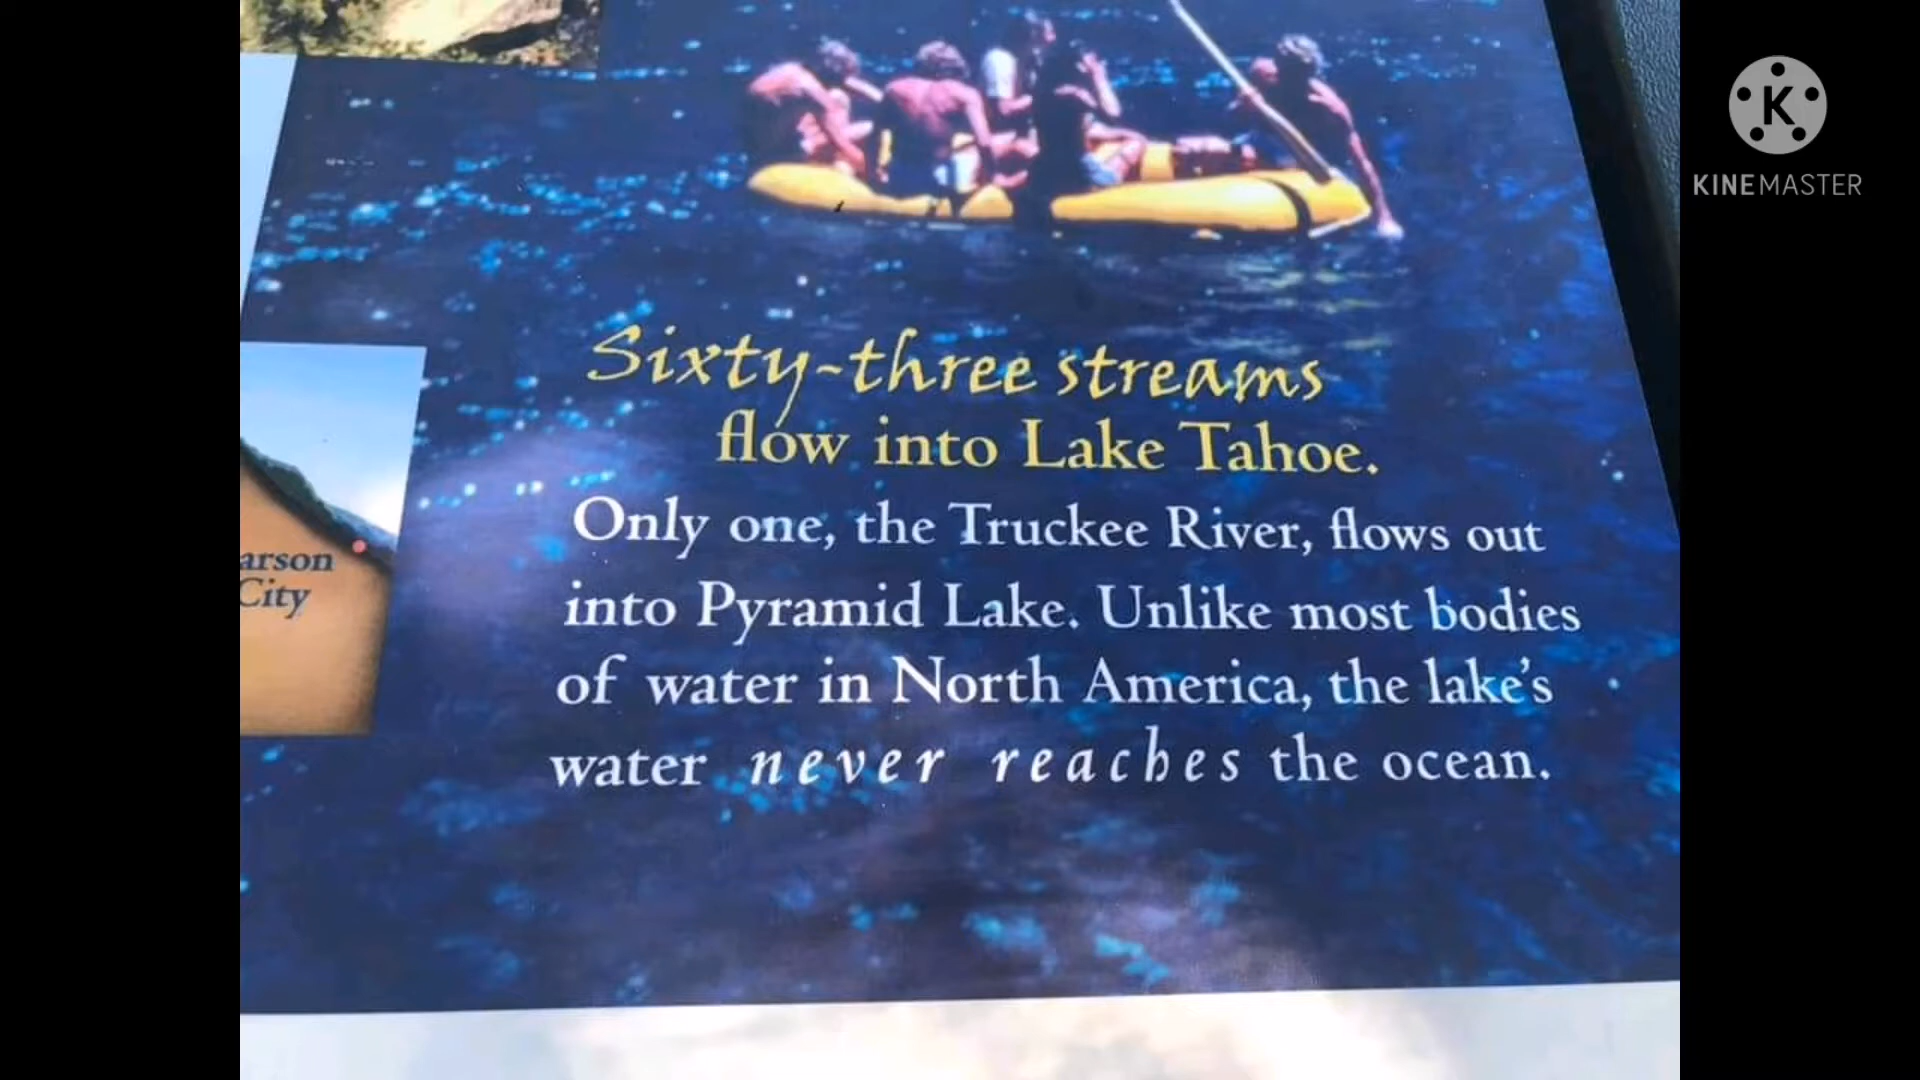 K
KINEMASTER
Sixty-three streams
flow into Lake Tahoe.
Only one, the Truckee River, flows out
into Pyramid Lake. Unlike most bodies
of water in North America, the lake's
water never reaches the ocean.
arson
City